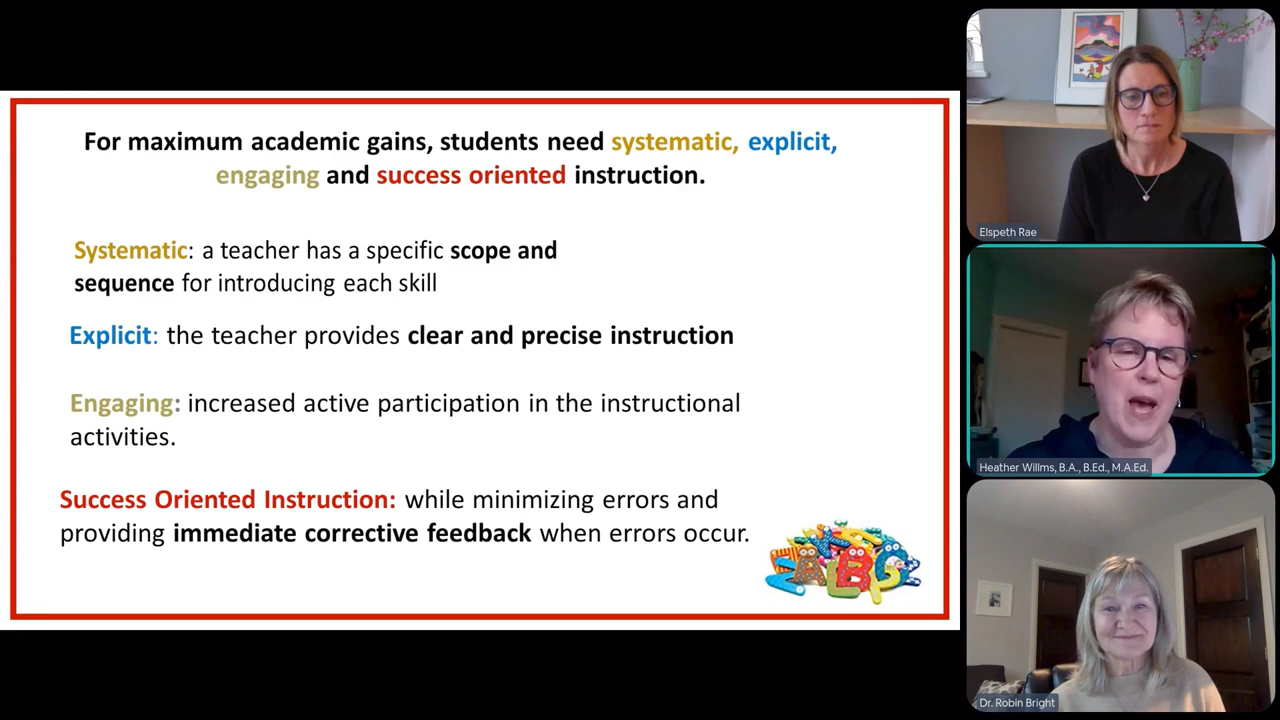 For maximum academic gains, students need systematic, explicit,
engaging and success oriented instruction.
Systematic: a teacher has a specific scope and
sequence for introducing each skill
Explicit: the teacher provides clear and precise instruction
Engaging: increased active participation in the instructional
activities.
Success Oriented Instruction: while minimizing errors and
providing immediate corrective feedback when errors occur.
Elspeth Rae
Heather Willms, B.A., B.Ed., M.A.Ed.
Dr. Robin Bright